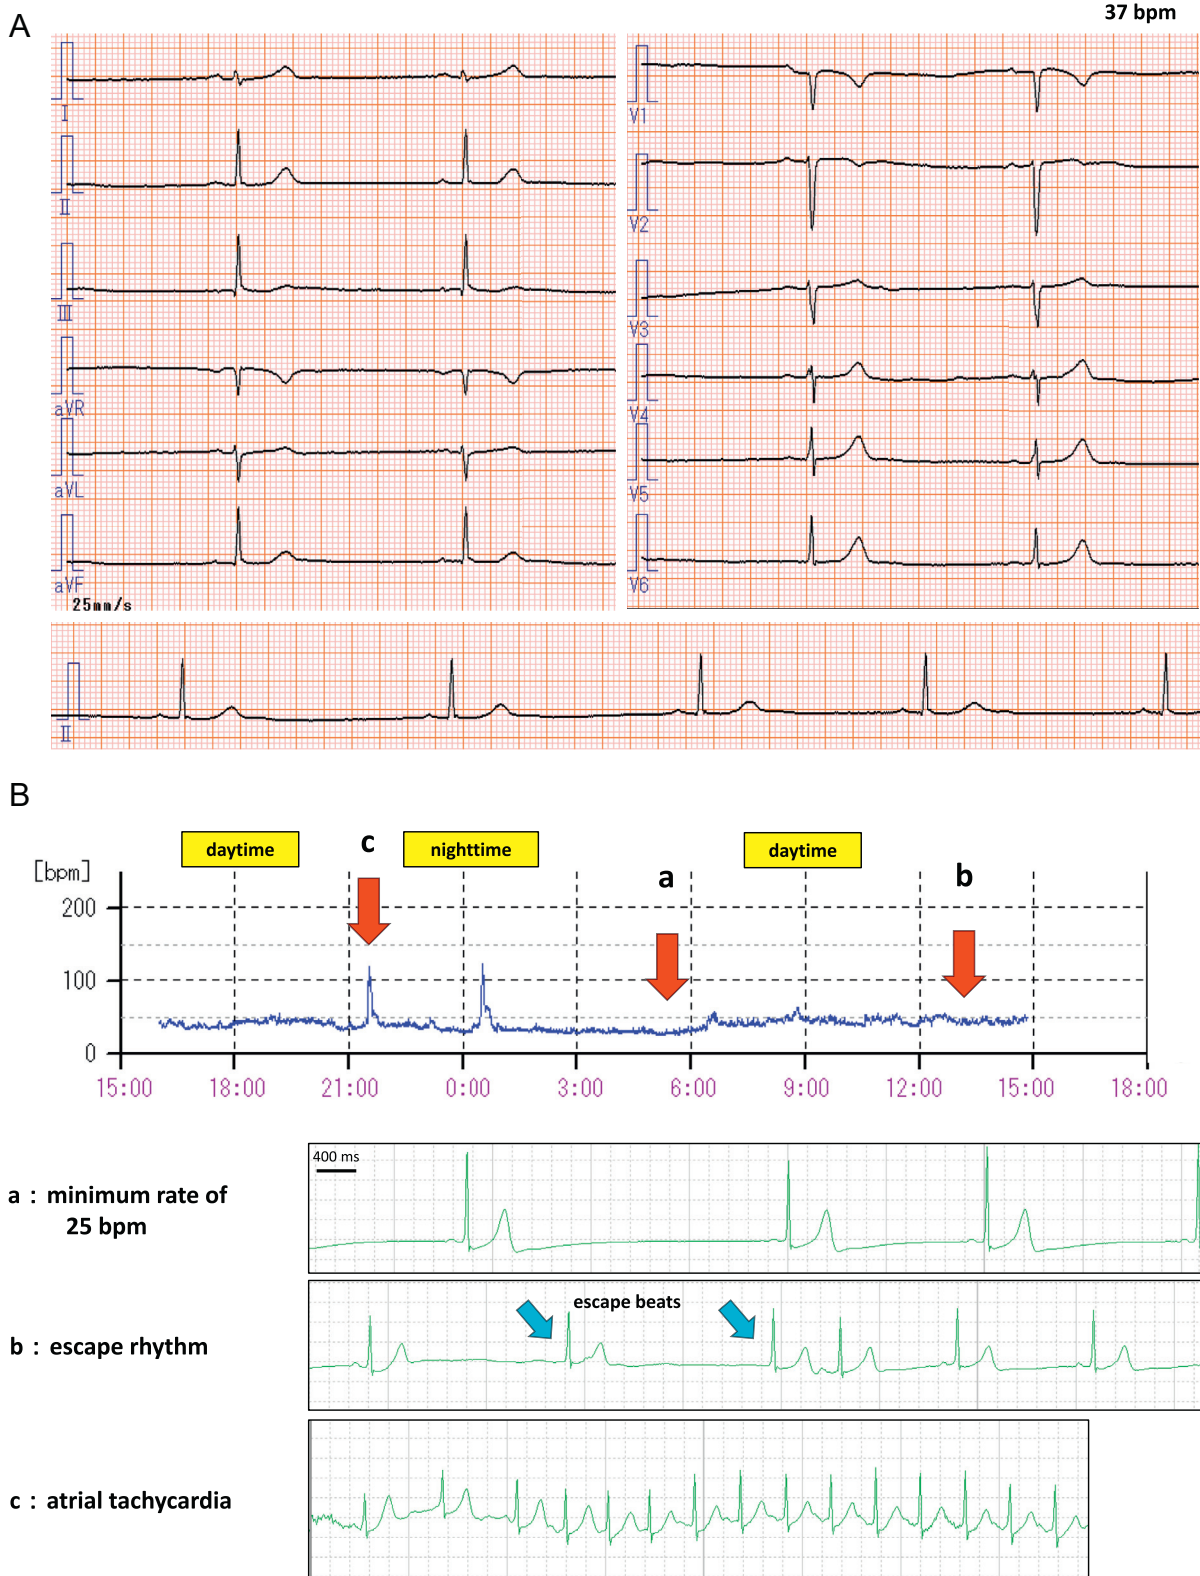 A
37 bpm
I
II
III
aVR
aVL
aVF
25mm/s
V1
V2
V3
V4
V5
V6
II
B
daytime
c
nighttime
a
daytime
b
[bpm]
200
100
0
15:00 18:00 21:00 0:00 3:00 6:00 9:00 12:00 15:00 18:00
400 ms
a : minimum rate of
25 bpm
escape beats
b : escape rhythm
c : atrial tachycardia